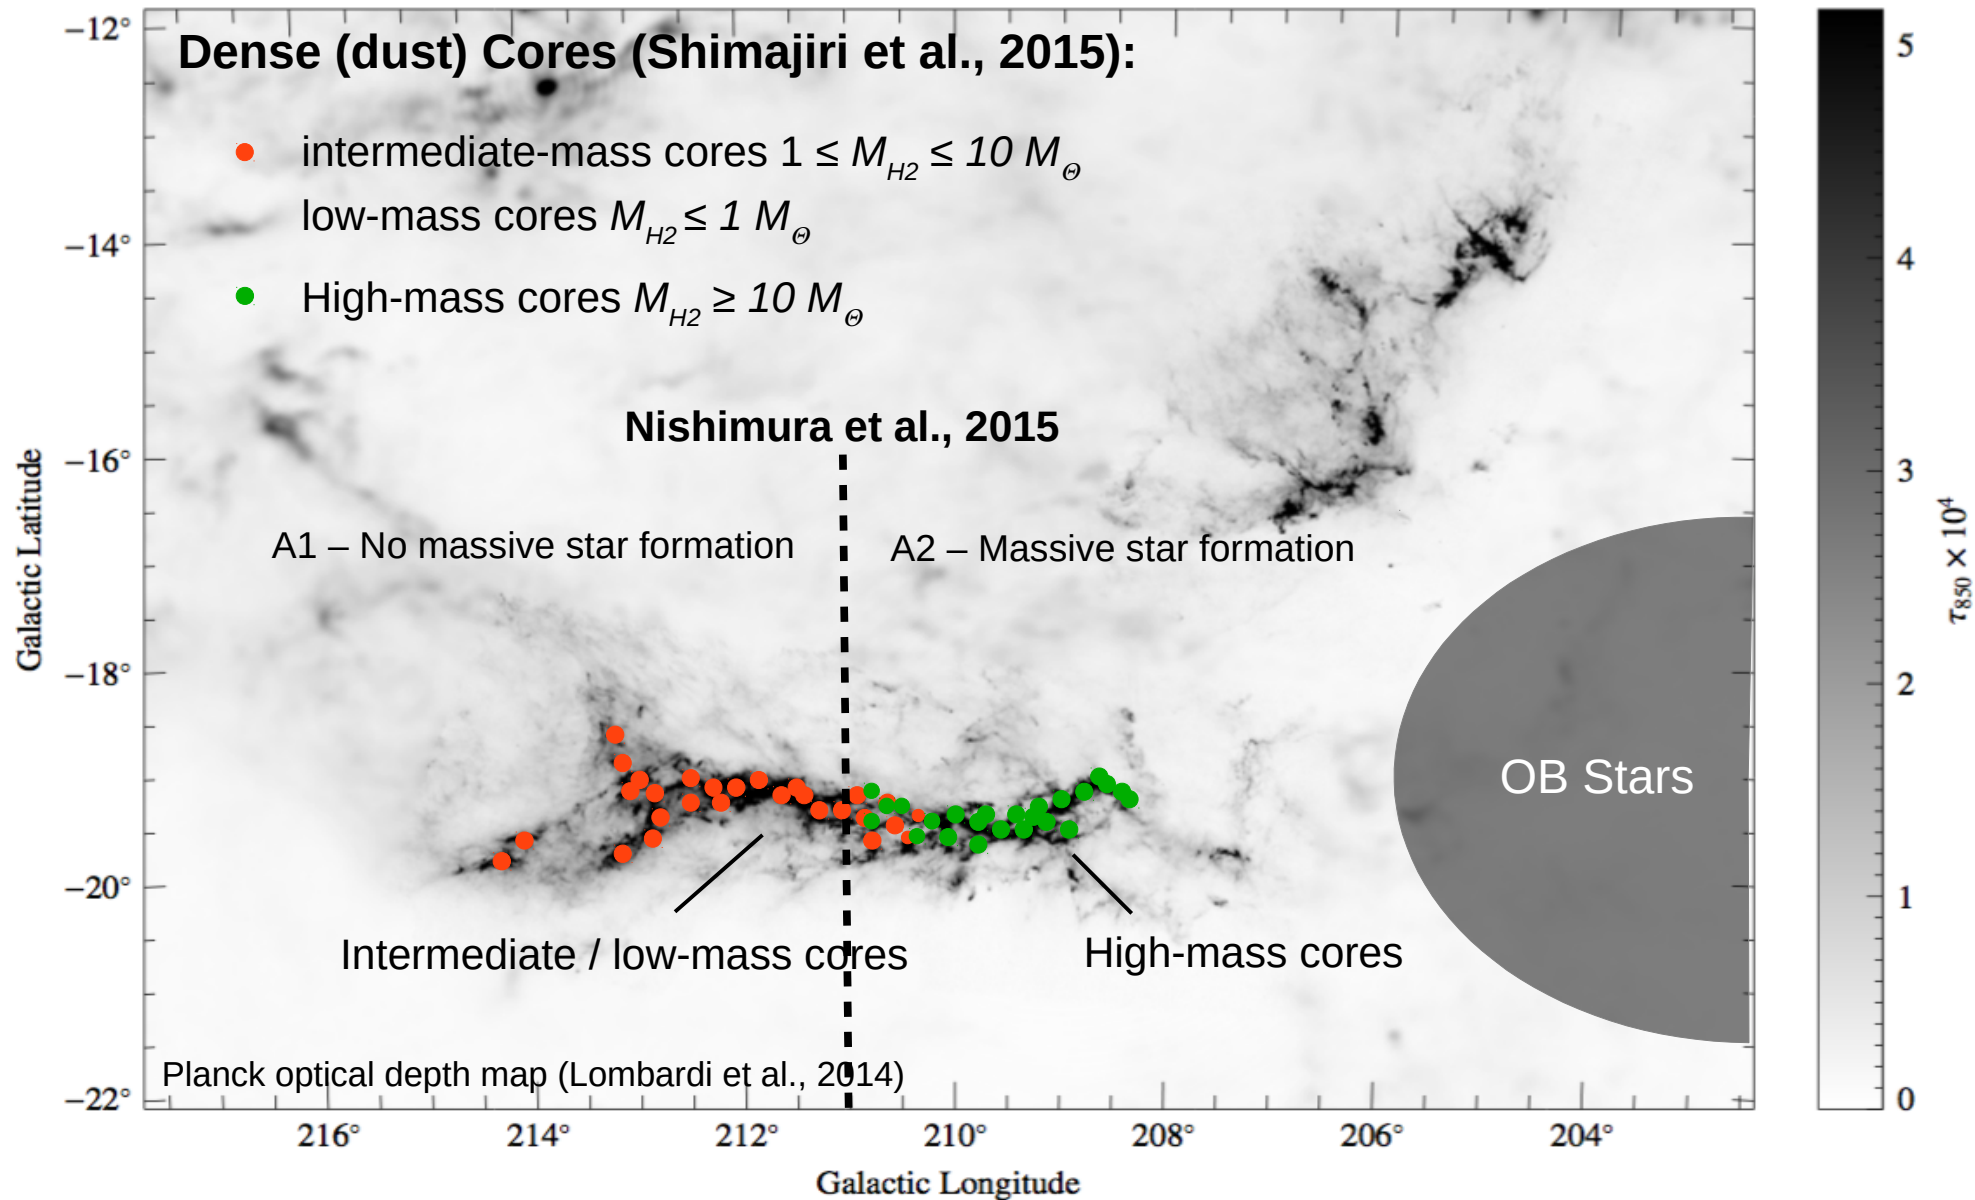 Dense (dust) Cores (Shimajiri et al., 2015):
intermediate-mass cores 1 ≤ M_H2 ≤ 10 M_Θ
low-mass cores M_H2 ≤ 1 M_Θ
High-mass cores M_H2 ≥ 10 M_Θ
Nishimura et al., 2015
A1 – No massive star formation
A2 – Massive star formation
OB Stars
Intermediate / low-mass cores
High-mass cores
Planck optical depth map (Lombardi et al., 2014)
Galactic Latitude
−12°
−14°
−16°
−18°
−20°
−22°
216° 214° 212° 210° 208° 206° 204°
Galactic Longitude
5
4
3
2
1
0
τ850 × 10⁴